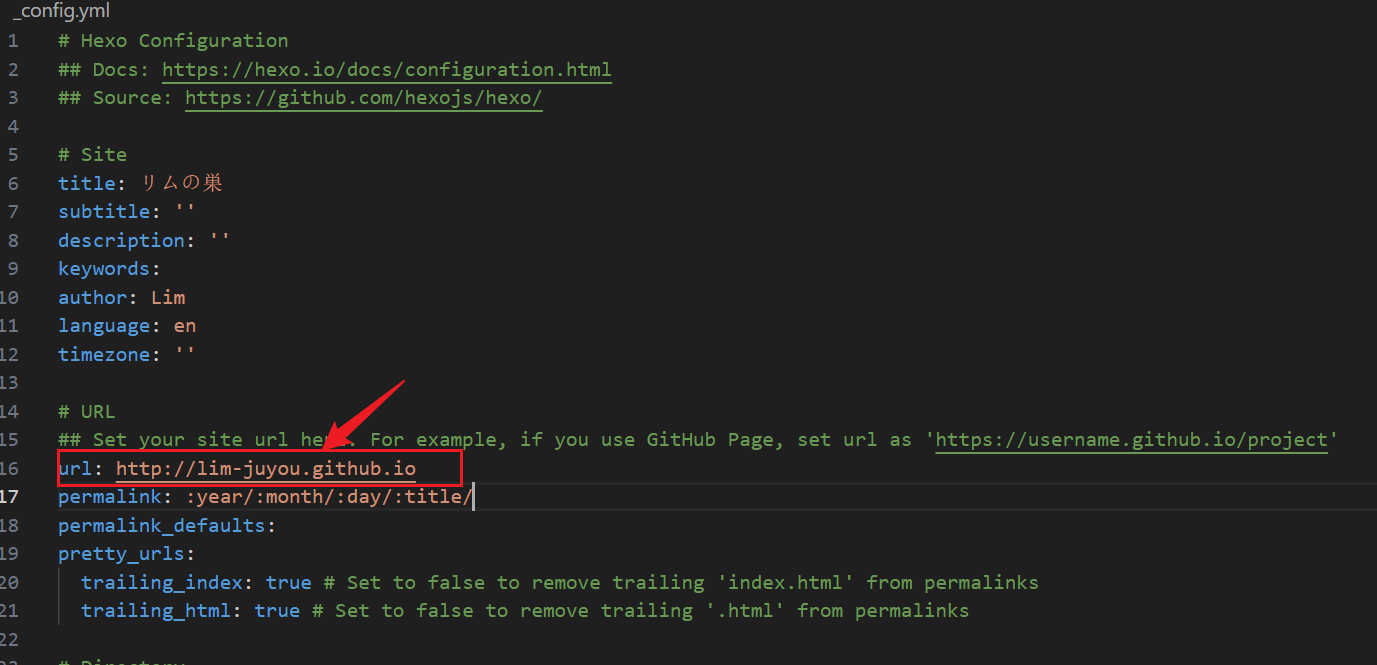 _config.yml
1 # Hexo Configuration
2 ## Docs: https://hexo.io/docs/configuration.html
3 ## Source: https://github.com/hexojs/hexo/
4
5 # Site
6 title: リムの巣
7 subtitle: ''
8 description: ''
9 keywords:
10 author: Lim
11 language: en
12 timezone: ''
13
14 # URL
15 ## Set your site url For example, if you use GitHub Page, set url as 'https://username.github.io/project'
16 url: http://lim-juyou.github.io
17 permalink: :year/:month/:day/:title/
18 permalink_defaults:
19 pretty_urls:
20 trailing_index: true # Set to false to remove trailing 'index.html' from permalinks
21 trailing_html: true # Set to false to remove trailing '.html' from permalinks
22
23 # Directory